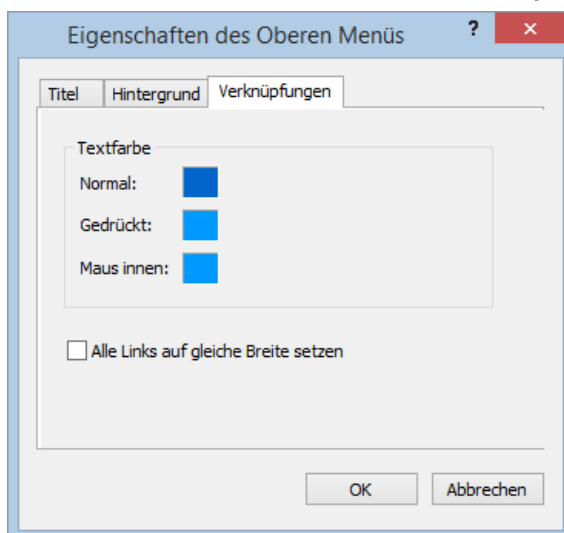 Eigenschaften des Oberen Menüs ?
Titel Hintergrund Verknüpfungen
Textfarbe
Normal:
Gedrückt:
Maus innen:
Alle Links auf gleiche Breite setzen
OK Abbrechen